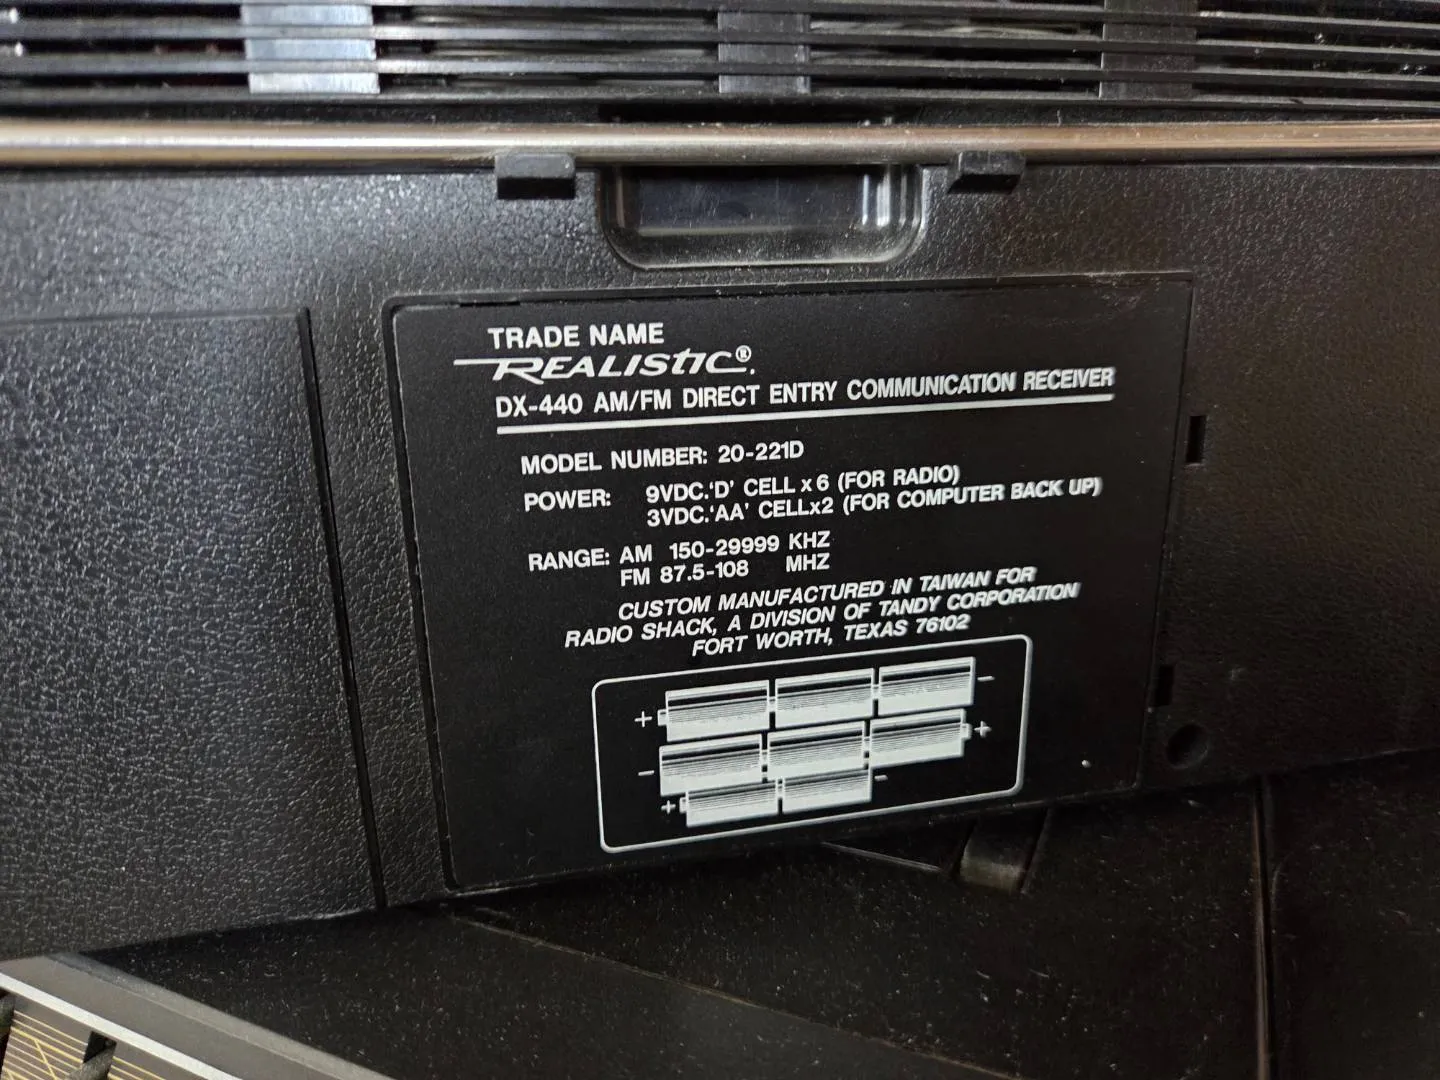 TRADE NAME
REALISTIC®.
DX-440 AM/FM DIRECT ENTRY COMMUNICATION RECEIVER
MODEL NUMBER: 20-221D
POWER: 9VDC.'D' CELL x 6 (FOR RADIO)
3VDC.'AA' CELLx2 (FOR COMPUTER BACK UP)
RANGE: AM 150-29999 KHZ
FM 87.5-108 MHZ
CUSTOM MANUFACTURED IN TAIWAN FOR
RADIO SHACK, A DIVISION OF TANDY CORPORATION
FORT WORTH, TEXAS 76102
+ −
− +
+ −